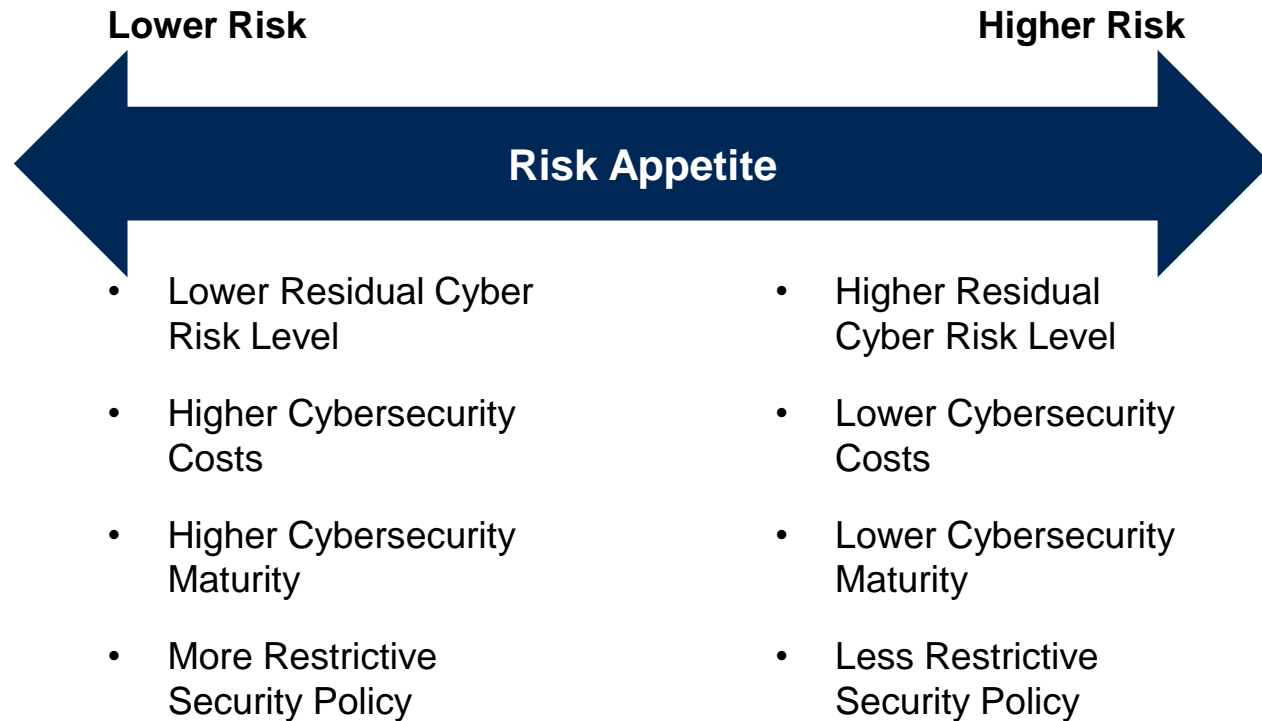 Lower Risk
Higher Risk
Risk Appetite
• Lower Residual Cyber
Risk Level
• Higher Cybersecurity
Costs
• Higher Cybersecurity
Maturity
• More Restrictive
Security Policy
• Higher Residual
Cyber Risk Level
• Lower Cybersecurity
Costs
• Lower Cybersecurity
Maturity
• Less Restrictive
Security Policy